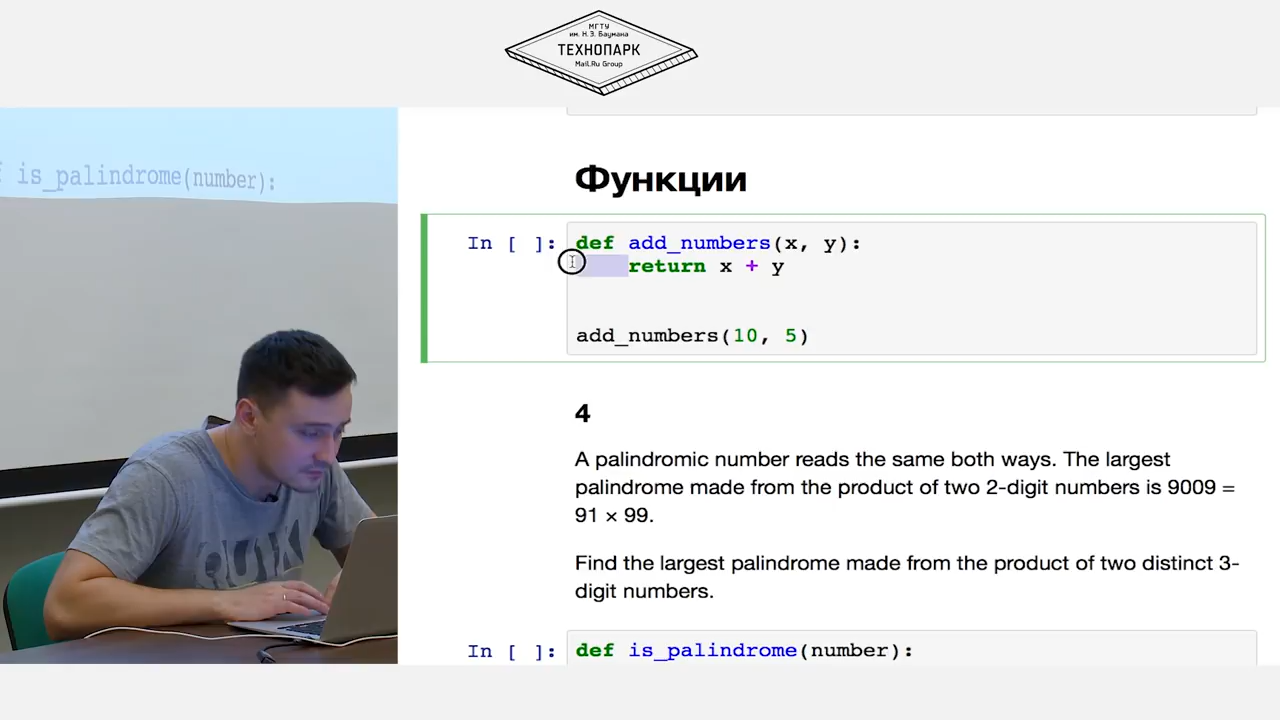 МГТУ
им. Н.Э. Баумана
ТЕХНОПАРК
Mail.Ru Group
is_palindrome(number):
Функции
In [ ]: def add_numbers(x, y):
return x + y
add_numbers(10, 5)
4
A palindromic number reads the same both ways. The largest
palindrome made from the product of two 2-digit numbers is 9009 =
91 × 99.
Find the largest palindrome made from the product of two distinct 3-
digit numbers.
In [ ]: def is_palindrome(number):